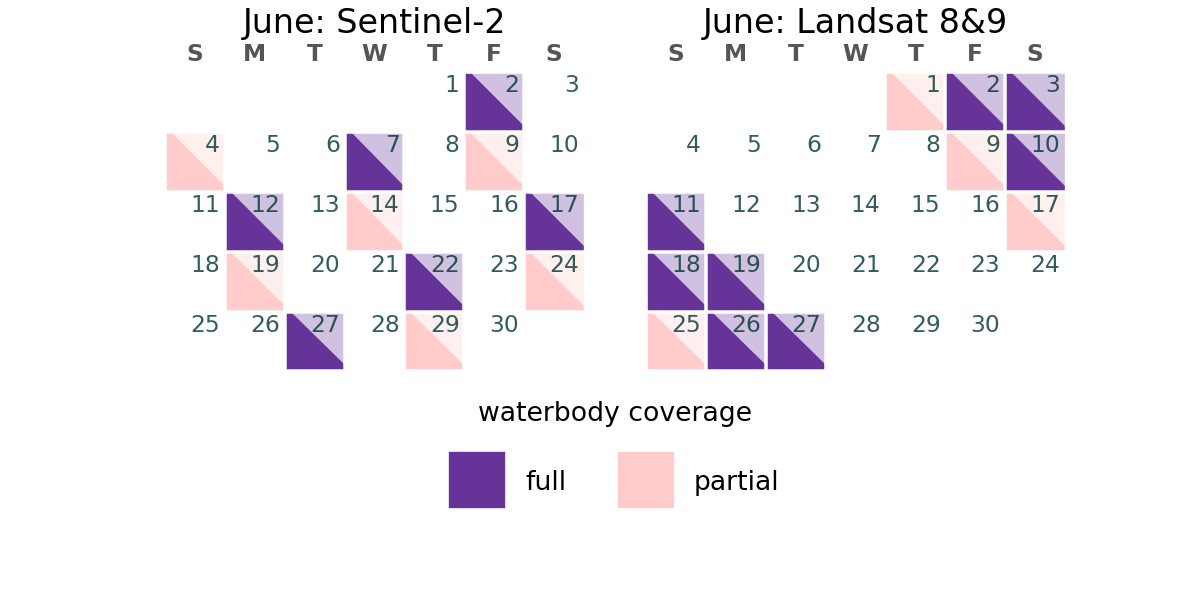 June: Sentinel-2
S M T W T F S
1 2 3
4 5 6 7 8 9 10
11 12 13 14 15 16 17
18 19 20 21 22 23 24
25 26 27 28 29 30
June: Landsat 8&9
S M T W T F S
1 2 3
4 5 6 7 8 9 10
11 12 13 14 15 16 17
18 19 20 21 22 23 24
25 26 27 28 29 30
waterbody coverage
full partial